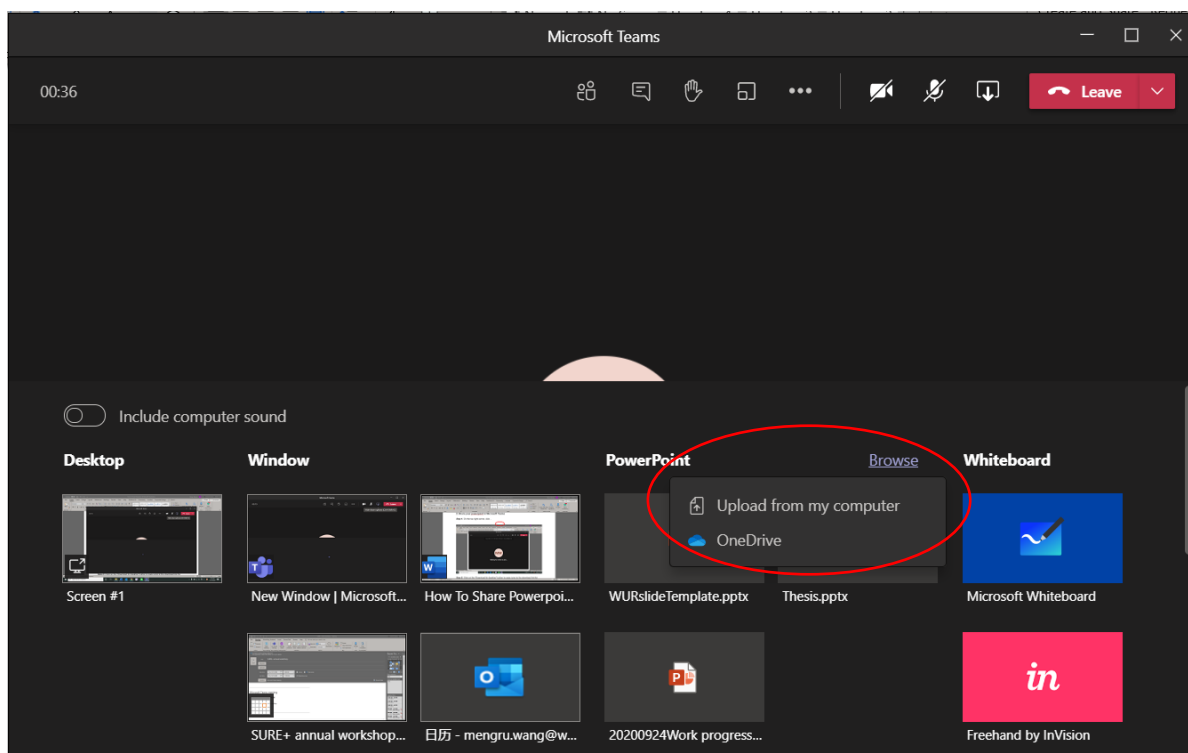 Microsoft Teams
00:36
Leave
Include computer sound
Desktop
Window
PowerPoint
Browse
Whiteboard
Upload from my computer
OneDrive
Screen #1
New Window | Microsoft...
How To Share Powerpoi...
WURslideTemplate.pptx
Thesis.pptx
Microsoft Whiteboard
in
SURE+ annual workshop...
日历 - mengru.wang@w...
20200924Work progress...
Freehand by InVision